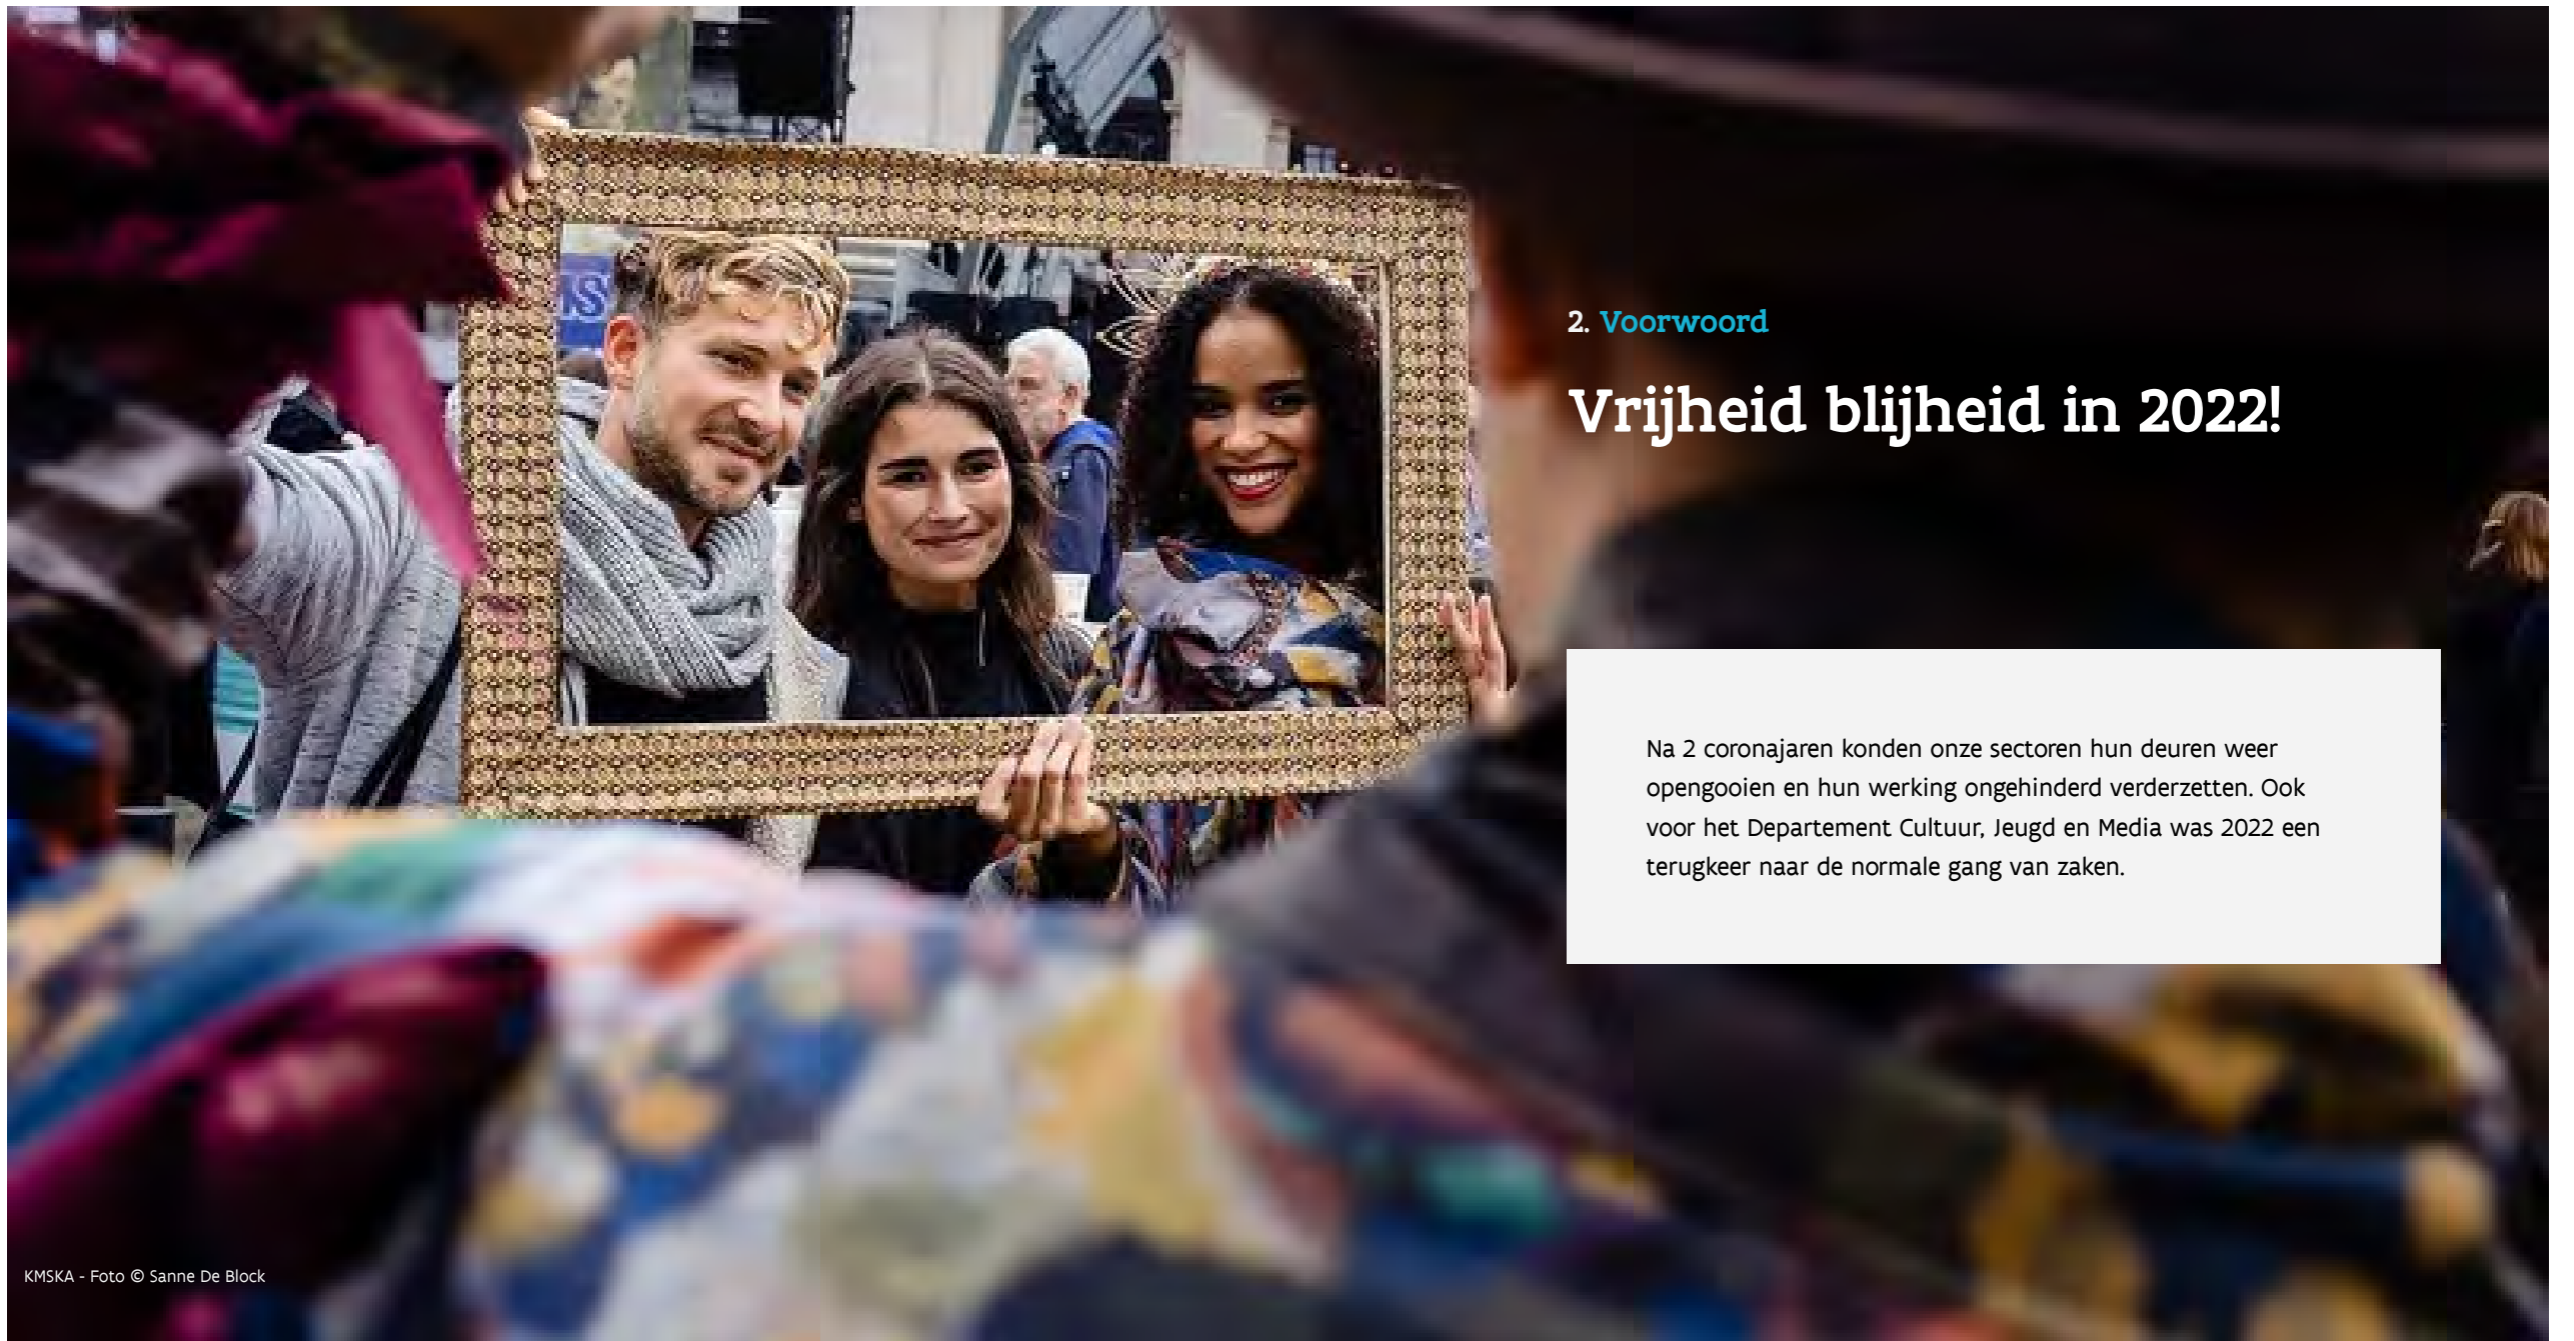 2. Voorwoord
Vrijheid blijheid in 2022!
Na 2 coronajaren konden onze sectoren hun deuren weer
opengooien en hun werking ongehinderd verderzetten. Ook
voor het Departement Cultuur, Jeugd en Media was 2022 een
terugkeer naar de normale gang van zaken.
KMSKA - Foto © Sanne De Block